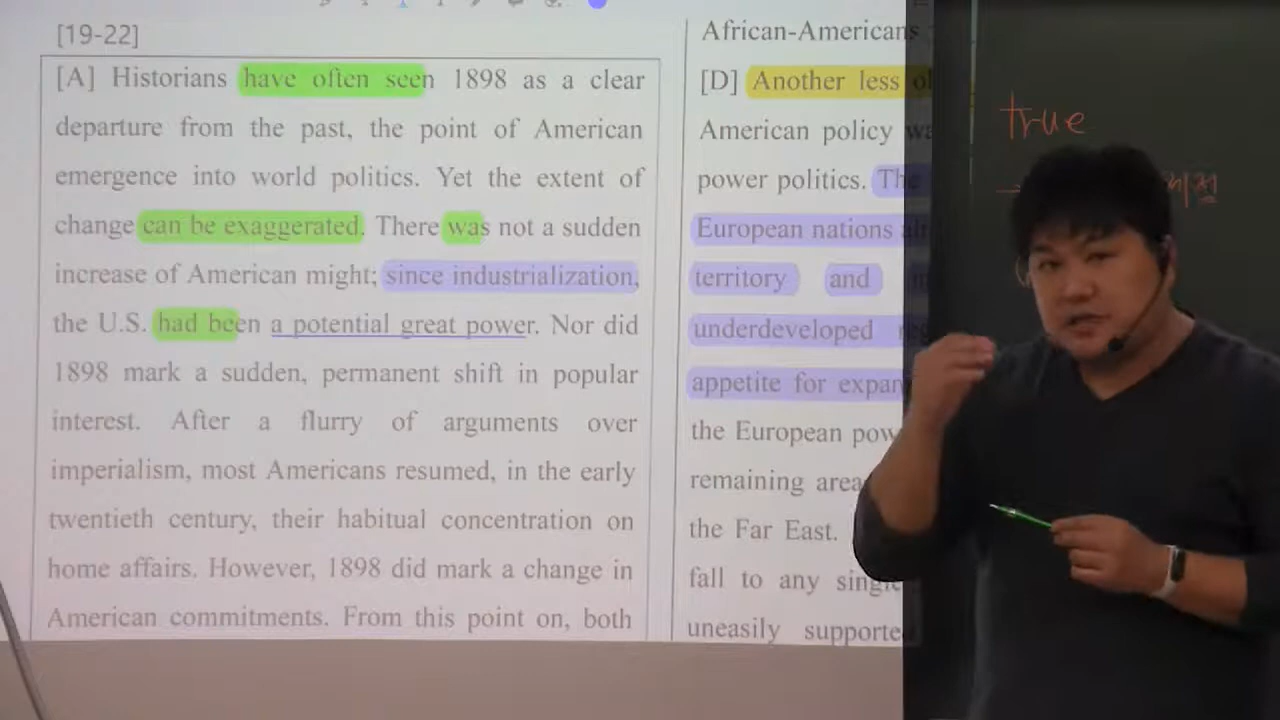 [19-22]
[A] Historians have often seen 1898 as a clear
departure from the past, the point of American
emergence into world politics. Yet the extent of
change can be exaggerated. There was not a sudden
increase of American might; since industrialization,
the U.S. had been a potential great power. Nor did
1898 mark a sudden, permanent shift in popular
interest. After a flurry of arguments over
imperialism, most Americans resumed, in the early
twentieth century, their habitual concentration on
home affairs. However, 1898 did mark a change in
American commitments. From this point on, both
African-Americans
[D] Another less
American policy
power politics. The
European nations
territory and
underdeveloped
appetite for
the European
remaining
the Far East.
fall to any
uneasily supported
true